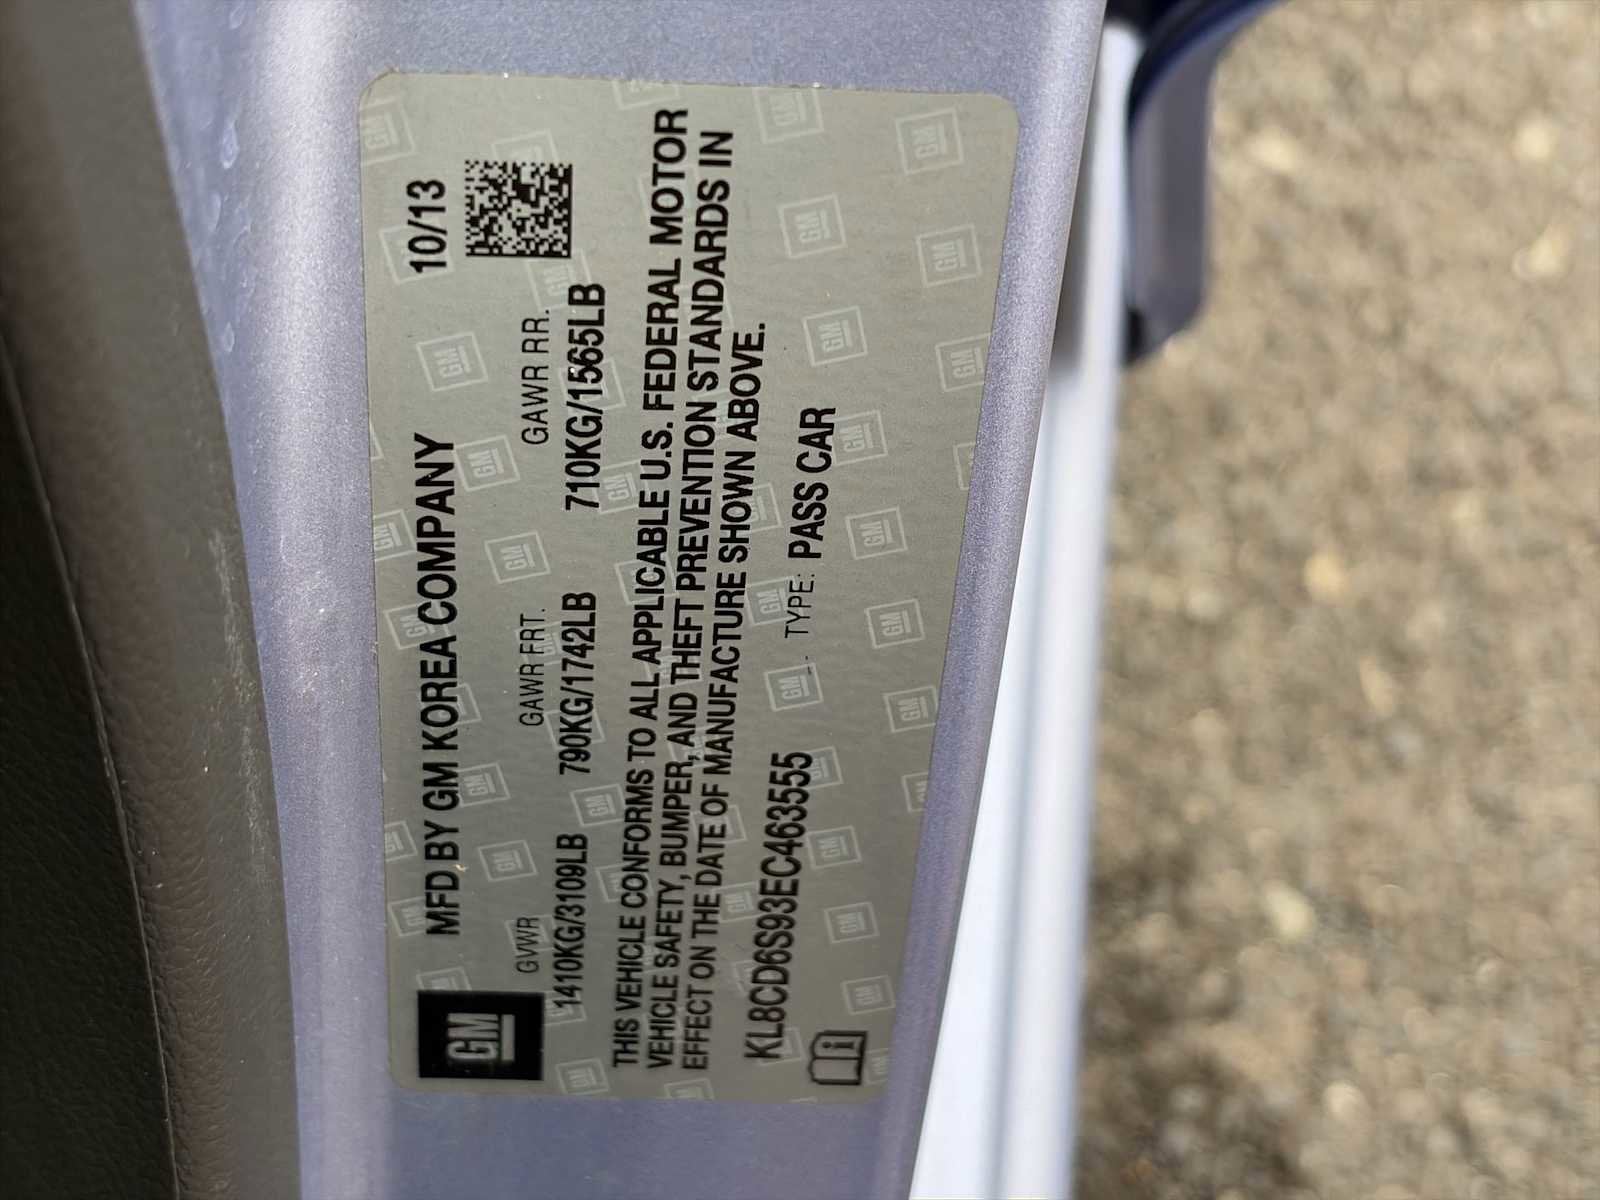 GM
MFD BY GM KOREA COMPANY 10/13
GVWR GAWR FRT. GAWR RR.
1410KG/3109LB 790KG/1742LB 710KG/1565LB
THIS VEHICLE CONFORMS TO ALL APPLICABLE U.S. FEDERAL MOTOR
VEHICLE SAFETY, BUMPER, AND THEFT PREVENTION STANDARDS IN
EFFECT ON THE DATE OF MANUFACTURE SHOWN ABOVE.
KL8CD6S93EC463555 TYPE: PASS CAR